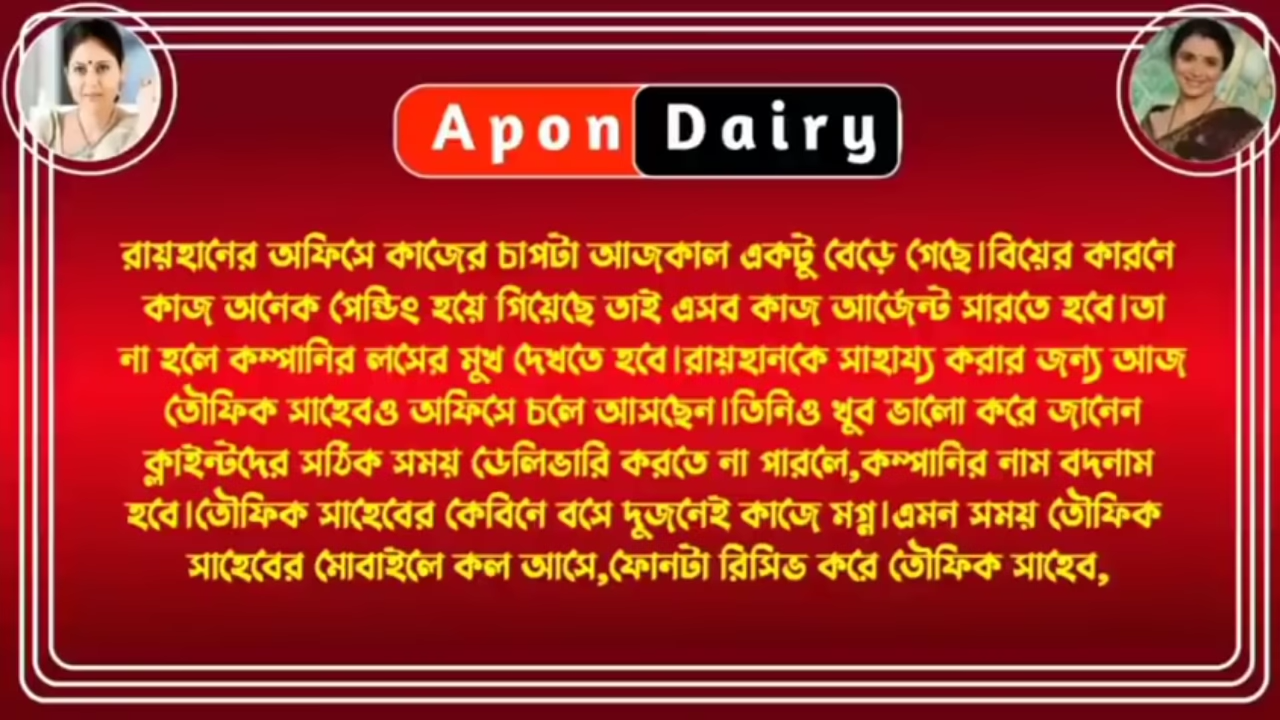 Apon Dairy
রায়হানের অফিসে কাজের চাপটা আজকাল একটু বেড়ে গেছে।বিয়ের কারনে
কাজ অনেক পেন্ডিং হয়ে গিয়েছে তাই এসব কাজ আর্জেন্ট সারতে হবে।তা
না হলে কম্পানির লসের মুখ দেখতে হবে।রায়হানকে সাহায্য করার জন্য আজ
তৌফিক সাহেবও অফিসে চলে আসছেন।তিনিও খুব ভালো করে জানেন
ক্লাইন্টদের সঠিক সময় ডেলিভারি করতে না পারলে,কম্পানির নাম বদনাম
হবে।তৌফিক সাহেবের কেবিনে বসে দুজনেই কাজে মগ্ন।এমন সময় তৌফিক
সাহেবের মোবাইলে কল আসে,ফোনটা রিসিভ করে তৌফিক সাহেব,